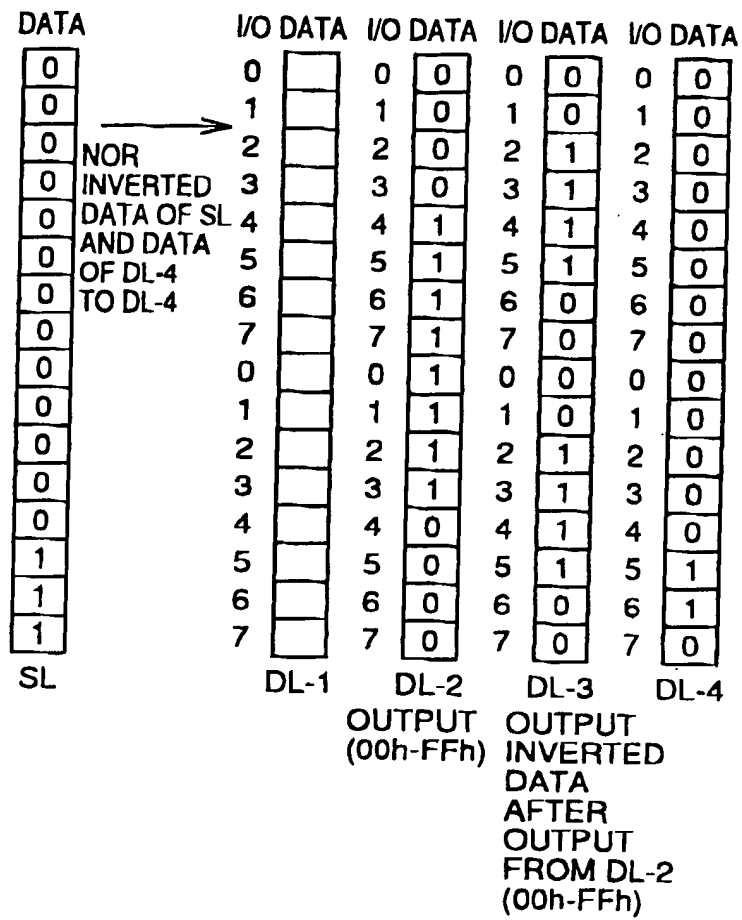 DATA I/O DATA I/O DATA I/O DATA I/O DATA
0 0 0 0 0 0 0 0
0 1 1 0 1 0 1 0
0 2 2 0 2 1 2 0
0 3 3 0 3 1 3 0
0 4 4 1 4 1 4 0
0 5 5 1 5 1 5 0
0 6 6 1 6 0 6 0
0 7 7 1 7 0 7 0
0 0 0 1 0 0 0 0
0 1 1 1 1 0 1 0
0 2 2 1 2 1 2 0
0 3 3 1 3 1 3 0
0 4 4 0 4 1 4 0
1 5 5 0 5 1 5 1
1 6 6 0 6 0 6 1
1 7 7 0 7 0 7 0
NOR
INVERTED
DATA OF SL
AND DATA
OF DL-4
TO DL-4
SL DL-1 DL-2 DL-3 DL-4
OUTPUT
(00h-FFh)
OUTPUT
INVERTED
DATA
AFTER
OUTPUT
FROM DL-2
(00h-FFh)